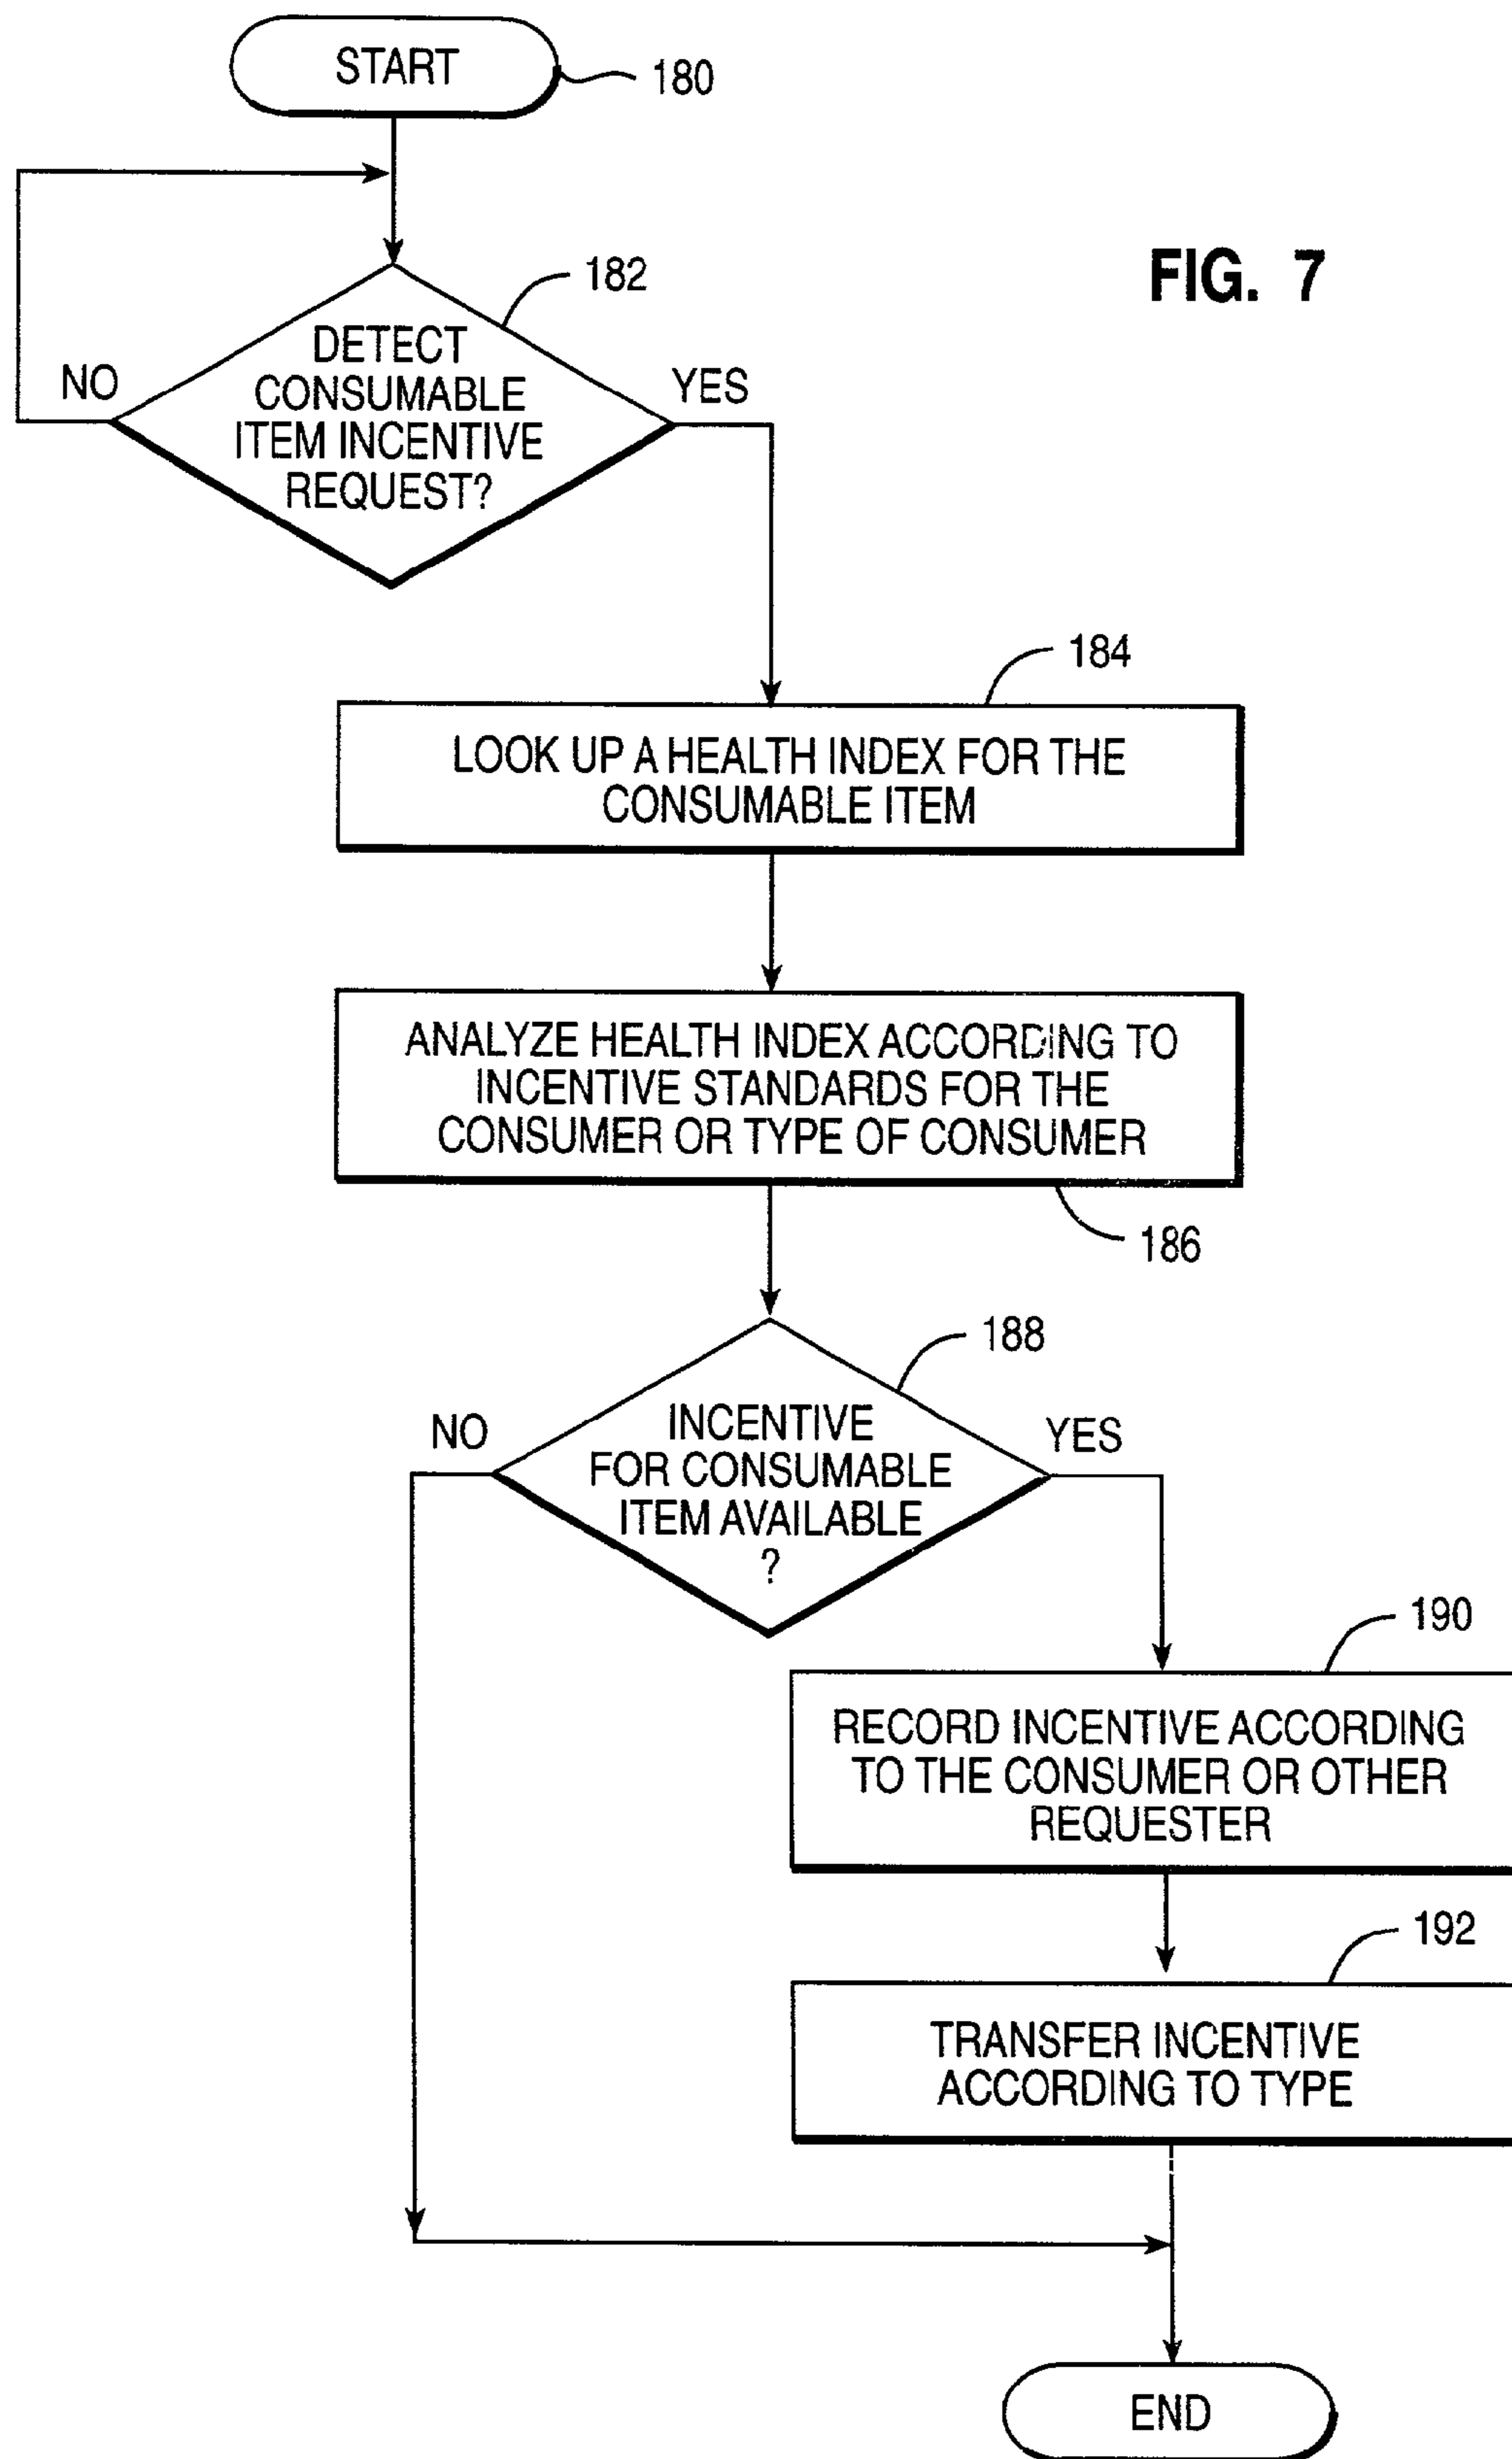 START
180
FIG. 7
182
DETECT
CONSUMABLE
ITEM INCENTIVE
REQUEST?
NO
YES
184
LOOK UP A HEALTH INDEX FOR THE
CONSUMABLE ITEM
ANALYZE HEALTH INDEX ACCORDING TO
INCENTIVE STANDARDS FOR THE
CONSUMER OR TYPE OF CONSUMER
186
188
INCENTIVE
FOR CONSUMABLE
ITEM AVAILABLE
?
NO
YES
190
RECORD INCENTIVE ACCORDING
TO THE CONSUMER OR OTHER
REQUESTER
192
TRANSFER INCENTIVE
ACCORDING TO TYPE
END